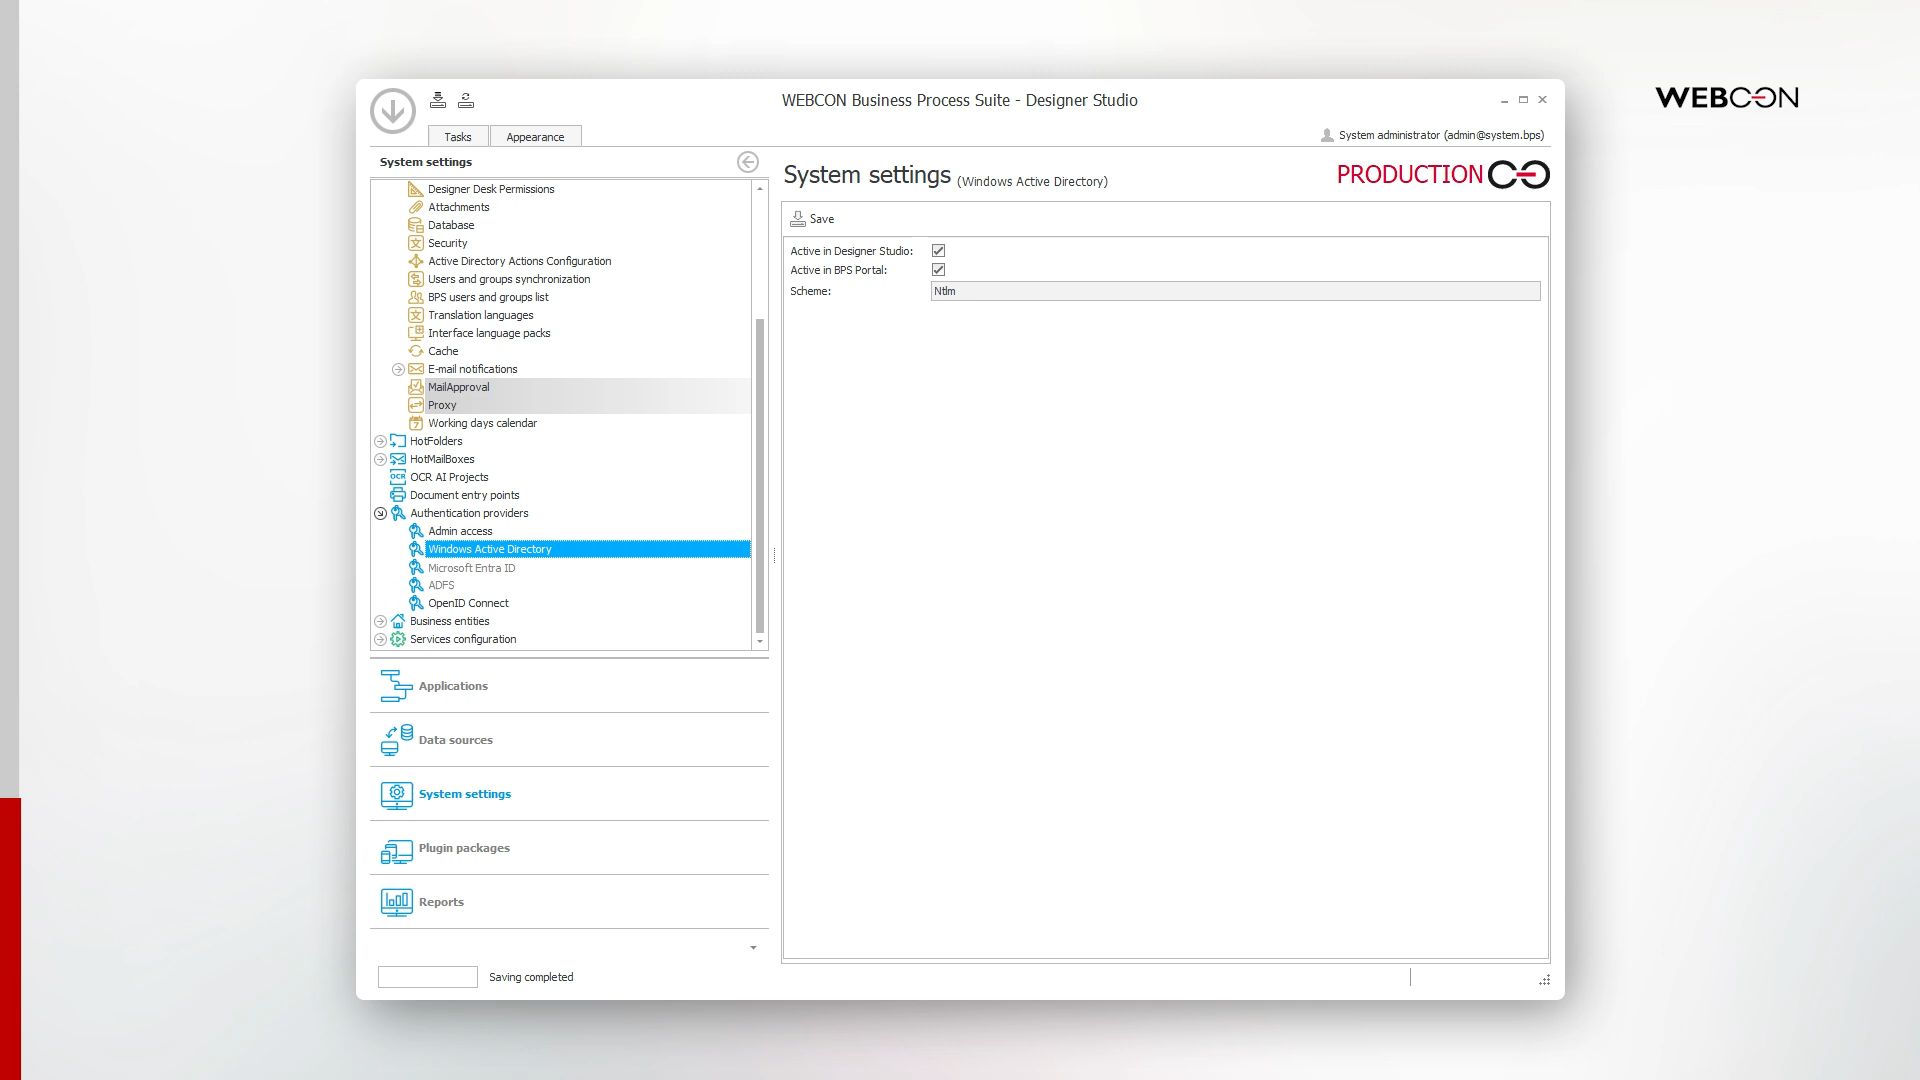 WEBCON Business Process Suite - Designer Studio
WEBCON
Tasks
Appearance
System administrator (admin@system.bps)
System settings
Designer Desk Permissions
Attachments
Database
Security
Active Directory Actions Configuration
Users and groups synchronization
BPS users and groups list
Translation languages
Interface language packs
Cache
E-mail notifications
MailApproval
Proxy
Working days calendar
HotFolders
HotMailBoxes
OCR AI Projects
Document entry points
Authentication providers
Admin access
Windows Active Directory
Microsoft Entra ID
ADFS
OpenID Connect
Business entities
Services configuration
Applications
Data sources
System settings
Plugin packages
Reports
Saving completed
System settings (Windows Active Directory)
PRODUCTION
Save
Active in Designer Studio:
Active in BPS Portal:
Scheme: Ntlm